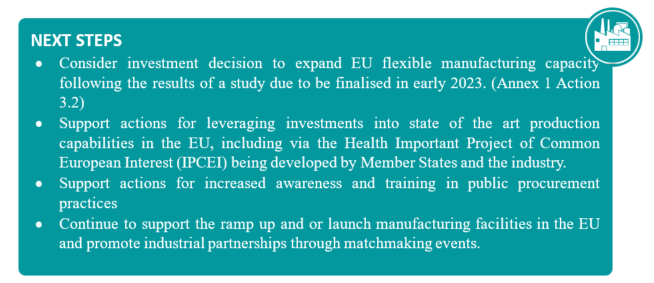 NEXT STEPS
● Consider investment decision to expand EU flexible manufacturing capacity
following the results of a study due to be finalised in early 2023. (Annex 1 Action
3.2)
● Support actions for leveraging investments into state of the art production
capabilities in the EU, including via the Health Important Project of Common
European Interest (IPCEI) being developed by Member States and the industry.
● Support actions for increased awareness and training in public procurement
practices
● Continue to support the ramp up and or launch manufacturing facilities in the EU
and promote industrial partnerships through matchmaking events.